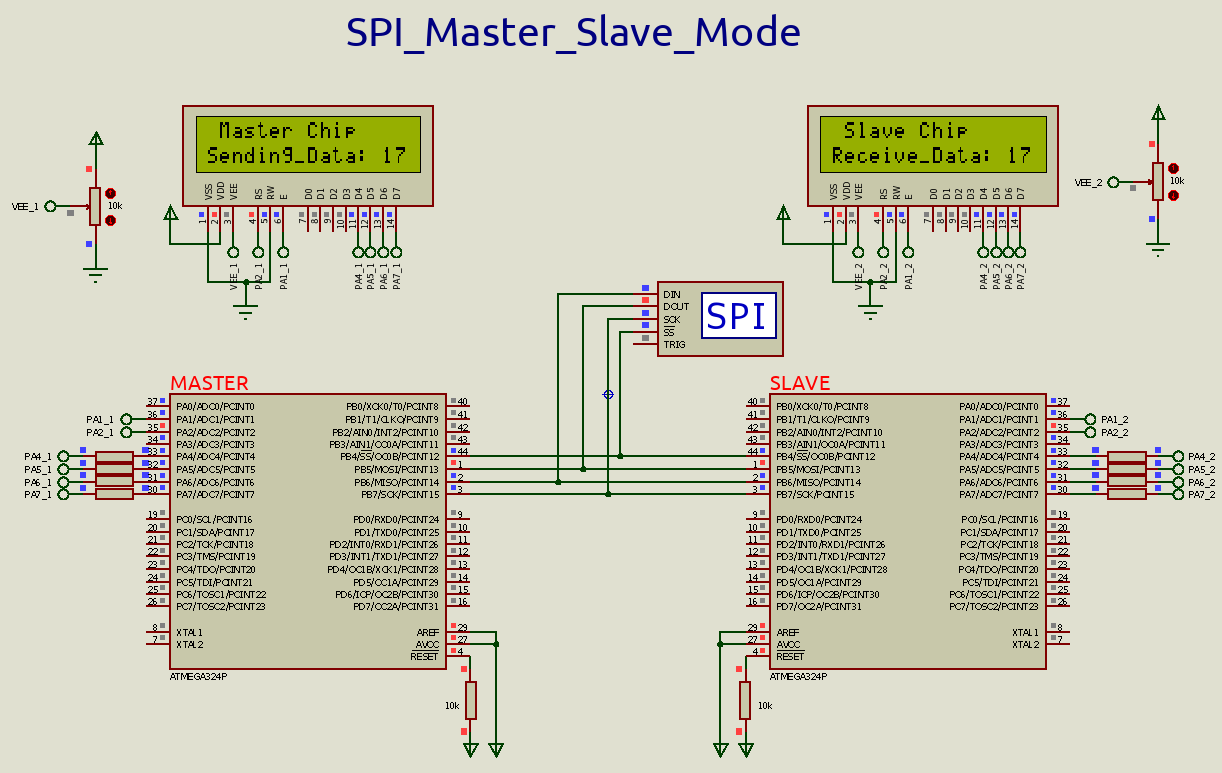 SPI_Master_Slave_Mode
Master Chip
Sending_Data: 17
Slave Chip
Receive_Data: 17
VSS VDD VEE RS RW E D0 D1 D2 D3 D4 D5 D6 D7
1 2 3 4 5 6 7 8 9 10 11 12 13 14
VSS VDD VEE RS RW E D0 D1 D2 D3 D4 D5 D6 D7
1 2 3 4 5 6 7 8 9 10 11 12 13 14
VEE_1
10k
VEE_2
10k
VEE_1 PA2_1 PA1_1 PA4_1 PA5_1 PA6_1 PA7_1
VEE_2 PA2_2 PA1_2 PA4_2 PA5_2 PA6_2 PA7_2
DIN
DOUT
SCK
SS
TRIG
SPI
MASTER
37 PA0/ADC0/PCINT0
36 PA1/ADC1/PCINT1
35 PA2/ADC2/PCINT2
34 PA3/ADC3/PCINT3
33 PA4/ADC4/PCINT4
32 PA5/ADC5/PCINT5
31 PA6/ADC6/PCINT6
30 PA7/ADC7/PCINT7
19 PC0/SCL/PCINT16
20 PC1/SDA/PCINT17
21 PC2/TCK/PCINT18
22 PC3/TMS/PCINT19
23 PC4/TDO/PCINT20
24 PC5/TDI/PCINT21
25 PC6/TOSC1/PCINT22
26 PC7/TOSC2/PCINT23
8 XTAL1
7 XTAL2
PB0/XCK0/T0/PCINT8 40
PB1/T1/CLKO/PCINT9 41
PB2/AIN0/INT2/PCINT10 42
PB3/AIN1/OC0A/PCINT11 43
PB4/SS/OC0B/PCINT12 44
PB5/MOSI/PCINT13 1
PB6/MISO/PCINT14 2
PB7/SCK/PCINT15 3
PD0/RXD0/PCINT24 9
PD1/TXD0/PCINT25 10
PD2/INT0/RXD1/PCINT26 11
PD3/INT1/TXD1/PCINT27 12
PD4/OC1B/XCK1/PCINT28 13
PD5/OC1A/PCINT29 14
PD6/ICP/OC2B/PCINT30 15
PD7/OC2A/PCINT31 16
AREF 29
AVCC 27
RESET 4
ATMEGA324P
PA1_1
PA2_1
PA4_1
PA5_1
PA6_1
PA7_1
10k
SLAVE
40 PB0/XCK0/T0/PCINT8
41 PB1/T1/CLKO/PCINT9
42 PB2/AIN0/INT2/PCINT10
43 PB3/AIN1/OC0A/PCINT11
44 PB4/SS/OC0B/PCINT12
1 PB5/MOSI/PCINT13
2 PB6/MISO/PCINT14
3 PB7/SCK/PCINT15
9 PD0/RXD0/PCINT24
10 PD1/TXD0/PCINT25
11 PD2/INT0/RXD1/PCINT26
12 PD3/INT1/TXD1/PCINT27
13 PD4/OC1B/XCK1/PCINT28
14 PD5/OC1A/PCINT29
15 PD6/ICP/OC2B/PCINT30
16 PD7/OC2A/PCINT31
29 AREF
27 AVCC
4 RESET
PA0/ADC0/PCINT0 37
PA1/ADC1/PCINT1 36
PA2/ADC2/PCINT2 35
PA3/ADC3/PCINT3 34
PA4/ADC4/PCINT4 33
PA5/ADC5/PCINT5 32
PA6/ADC6/PCINT6 31
PA7/ADC7/PCINT7 30
PC0/SCL/PCINT16 19
PC1/SDA/PCINT17 20
PC2/TCK/PCINT18 21
PC3/TMS/PCINT19 22
PC4/TDO/PCINT20 23
PC5/TDI/PCINT21 24
PC6/TOSC1/PCINT22 25
PC7/TOSC2/PCINT23 26
XTAL1 8
XTAL2 7
ATMEGA324P
PA1_2
PA2_2
PA4_2
PA5_2
PA6_2
PA7_2
10k